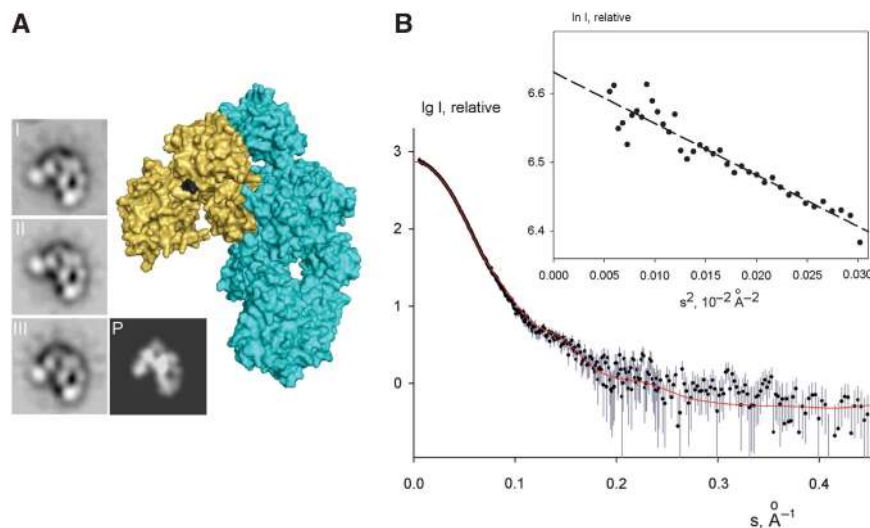 A
I
II
III
P
B
lg I, relative
3
2
1
0
0.0 0.1 0.2 0.3 0.4
s, Å⁻¹
ln I, relative
6.6
6.5
6.4
0.000 0.005 0.010 0.015 0.020 0.025 0.030
s², 10⁻² Å⁻²